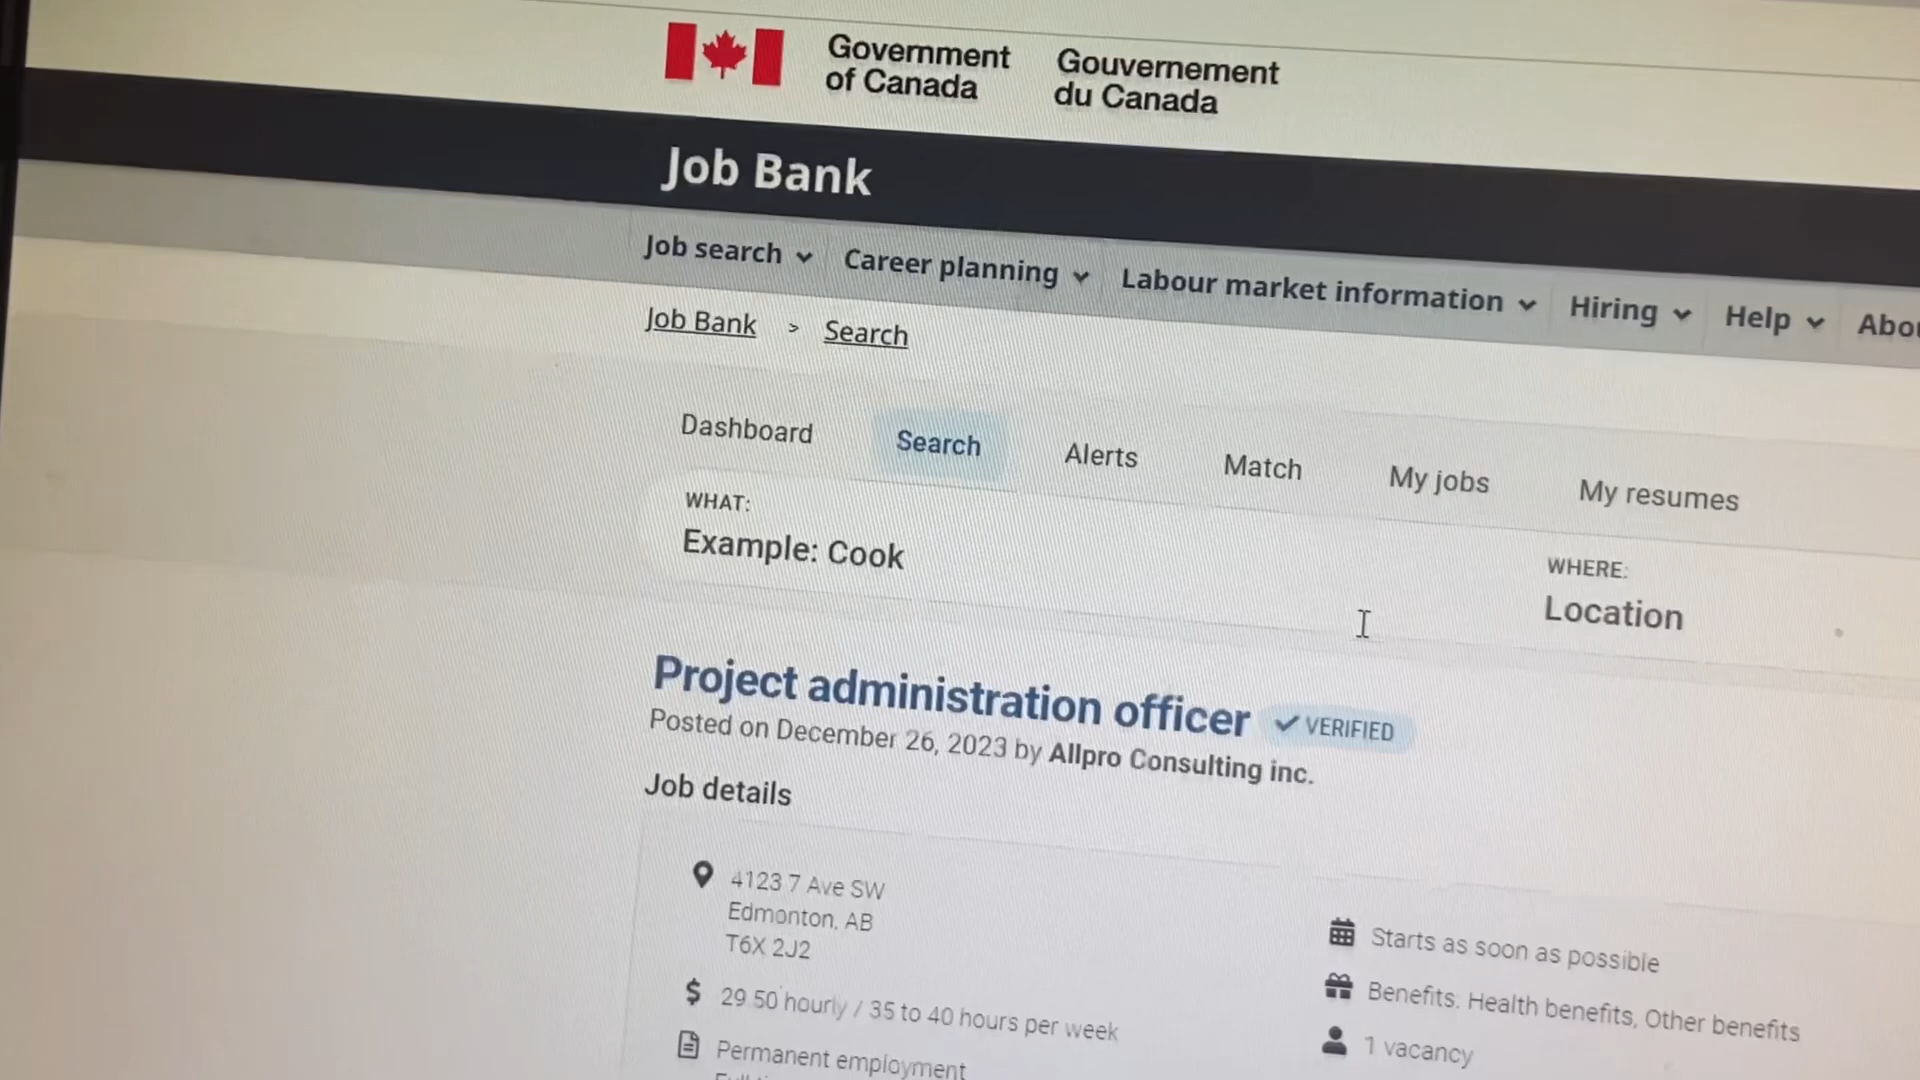 Government
of Canada
Gouvernement
du Canada
Job Bank
Job search Career planning Labour market information Hiring Help
Job Bank > Search
Dashboard Search Alerts Match My jobs My resumes
WHAT:
Example: Cook
WHERE:
Location
Project administration officer VERIFIED
Posted on December 26, 2023 by Allpro Consulting inc.
Job details
4123 7 Ave SW
Edmonton, AB
T6X 2J2
$ 29.50 hourly / 35 to 40 hours per week
Permanent employment
Starts as soon as possible
Benefits: Health benefits, Other benefits
1 vacancy